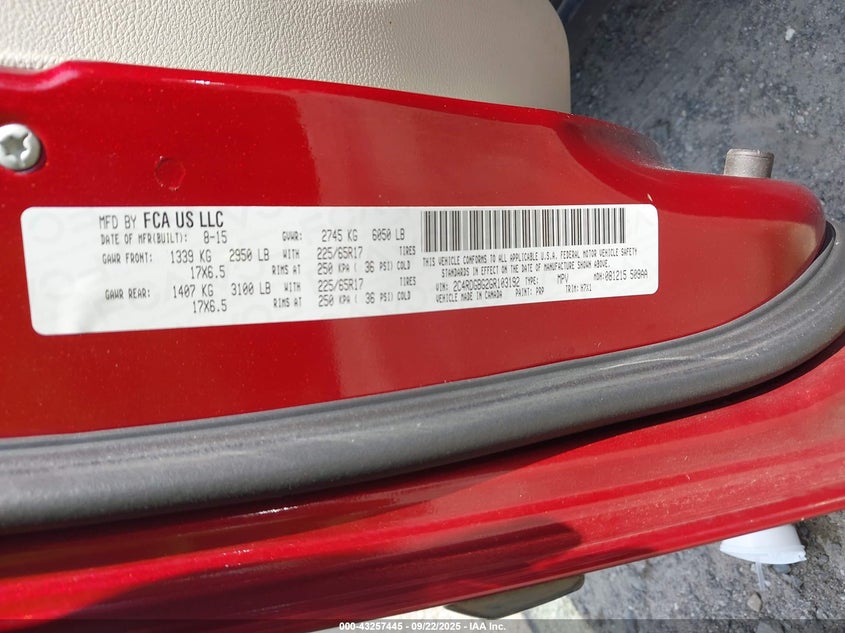 MFD BY FCA US LLC
DATE OF MFR(BUILT): 8-15 GVWR: 2745 KG 6050 LB
GAWR FRONT: 1339 KG 2950 LB WITH 225/65R17 TIRES
17X6.5 RIMS AT 250 KPA ( 36 PSI) COLD
GAWR REAR: 1407 KG 3100 LB WITH 225/65R17 TIRES
17X6.5 RIMS AT 250 KPA ( 36 PSI) COLD
THIS VEHICLE CONFORMS TO ALL APPLICABLE U.S.A. FEDERAL MOTOR VEHICLE SAFETY
STANDARDS IN EFFECT ON THE DATE OF MANUFACTURE SHOWN ABOVE.
VIN: 2C4RDGBG2GR103192 TYPE: MPV MDH: 081215 509AA
VEHICLE MADE IN CANADA PAINT: PRP TRIM: H7X1
000-43257445 - 09/22/2025 - IAA Inc.